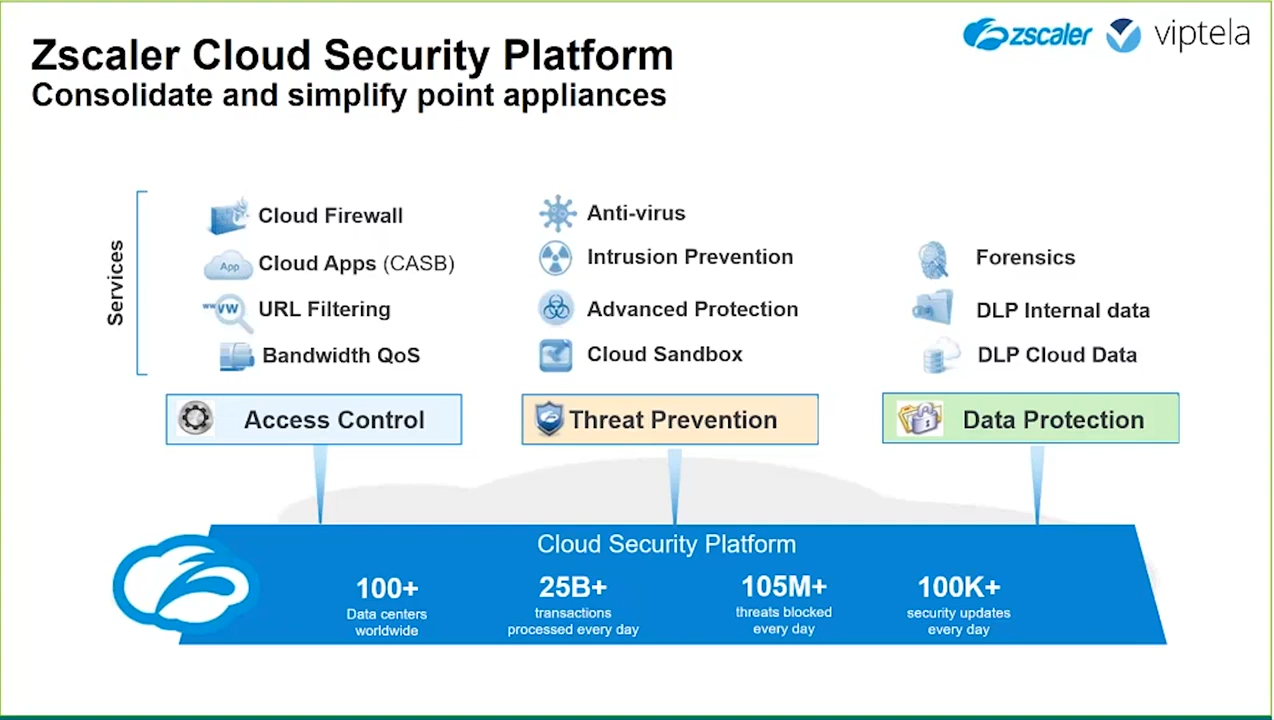 zscaler viptela
Zscaler Cloud Security Platform
Consolidate and simplify point appliances
Services
Cloud Firewall
App
Cloud Apps (CASB)
www VW
URL Filtering
Bandwidth QoS
Access Control
Anti-virus
Intrusion Prevention
Advanced Protection
Cloud Sandbox
Threat Prevention
Forensics
DLP Internal data
DLP Cloud Data
Data Protection
Cloud Security Platform
100+
Data centers
worldwide
25B+
transactions
processed every day
105M+
threats blocked
every day
100K+
security updates
every day